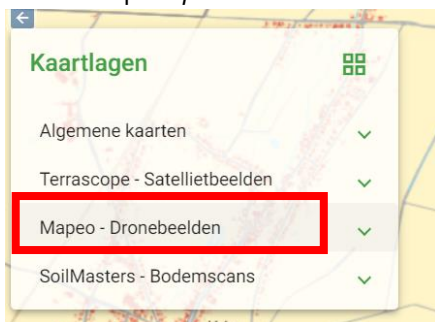 Kaartlagen
Algemene kaarten
Terrascope - Satellietbeelden
Mapeo - Dronebeelden
SoilMasters - Bodemscans